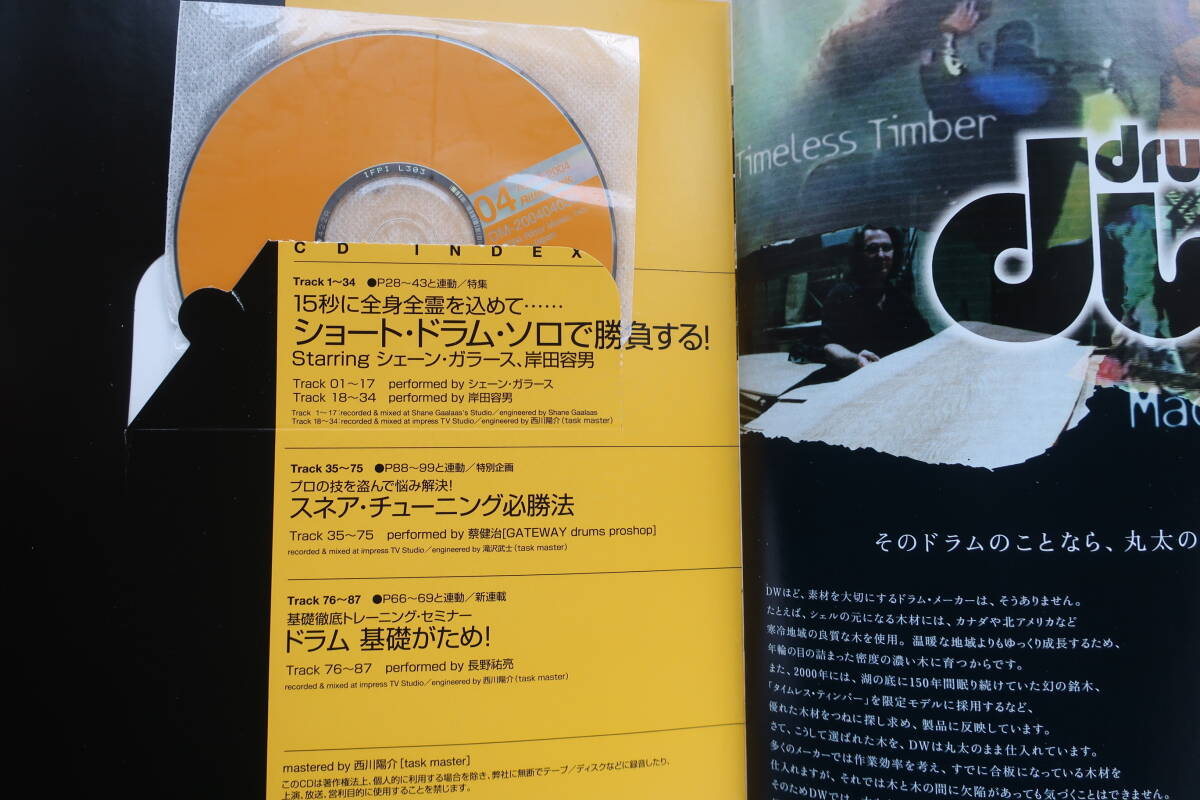 IFPI L303
04
2004
DM-200404
CD INDEX
Track 1〜34 ●P28〜43と連動／特集
15秒に全身全霊を込めて……
ショート・ドラム・ソロで勝負する!
Starring シェーン・ガラース、岸田容男
Track 01〜17 performed by シェーン・ガラース
Track 18〜34 performed by 岸田容男
Track 1〜17：recorded & mixed at Shane Gaalaas's Studio／engineered by Shane Gaalaas
Track 18〜34：recorded & mixed at impress TV Studio／engineered by 西川陽介（task master）
Track 35〜75 ●P88〜99と連動／特別企画
プロの技を盗んで悩み解決!
スネア・チューニング必勝法
Track 35〜75 performed by 蔡健治[GATEWAY drums proshop]
recorded & mixed at impress TV Studio／engineered by 滝沢武士（task master）
Track 76〜87 ●P66〜69と連動／新連載
基礎徹底トレーニング・セミナー
ドラム 基礎がため!
Track 76〜87 performed by 長野祐亮
recorded & mixed at impress TV Studio／engineered by 西川陽介（task master）
mastered by 西川陽介[task master]
このCDは著作権法上、個人的に利用する場合を除き、弊社に無断でテープ／ディスクなどに録音したり、
上演、放送、営利目的に使用することを禁じます。
Timeless Timber
dru
Mad
そのドラムのことなら、丸太の
DWほど、素材を大切にするドラム・メーカーは、そうありません。
たとえば、シェルの元になる木材には、カナダや北アメリカなど
寒冷地域の良質な木を使用。温暖な地域よりもゆっくり成長するため、
年輪の目の詰まった密度の濃い木に育つからです。
また、2000年には、湖の底に150年間眠り続けていた幻の銘木、
「タイムレス・ティンバー」を限定モデルに採用するなど、
優れた木材をつねに探し求め、製品に反映しています。
さて、こうして選ばれた木を、DWは丸太のまま仕入れています。
多くのメーカーでは作業効率を考え、すでに合板になっている木材を
仕入れますが、それでは木と木の間に欠陥があっても気づくことはできません。
そのためDWでは、